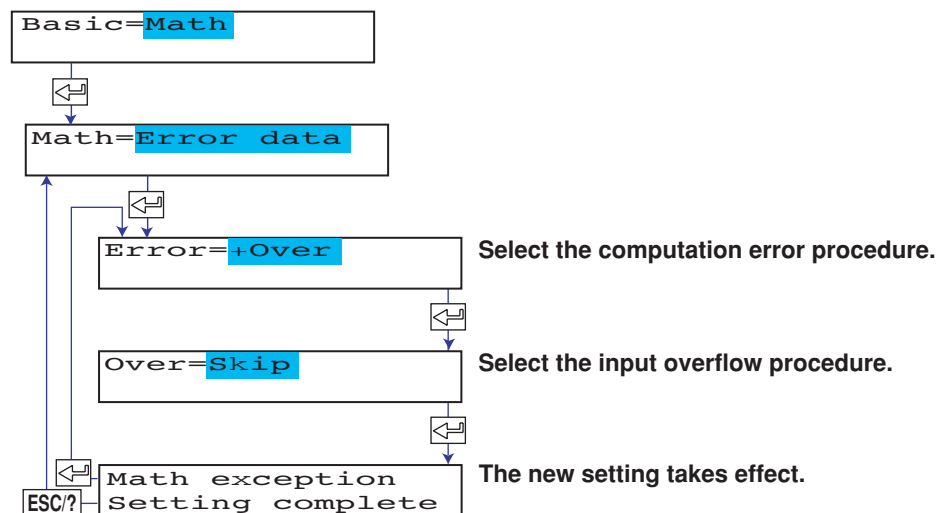 Basic=Math
Math=Error data
Error=+Over
Select the computation error procedure.
Over=Skip
Select the input overflow procedure.
Math exception
Setting complete
The new setting takes effect.
ESC/?